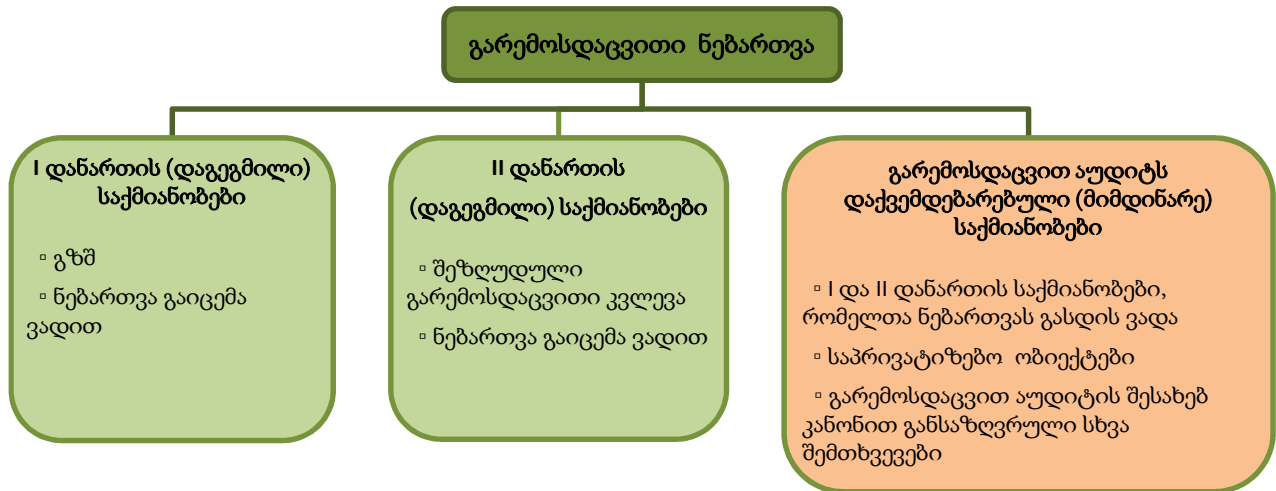 გარემოსდაცვითი ნებართვა
I დანართის (დაგეგმილი)
საქმიანობები
▫ გზშ
▫ ნებართვა გაიცემა
ვადით
II დანართის
(დაგეგმილი) საქმიანობები
▫ შეზღუდული
გარემოსდაცვითი კვლევა
▫ ნებართვა გაიცემა ვადით
გარემოსდაცვით აუდიტს
დაქვემდებარებული (მიმდინარე)
საქმიანობები
▫ I და II დანართის საქმიანობები,
რომელთა ნებართვას გასდის ვადა
▫ საპრივატიზებო ობიექტები
▫ გარემოსდაცვით აუდიტის შესახებ
კანონით განსაზღვრული სხვა
შემთხვევები